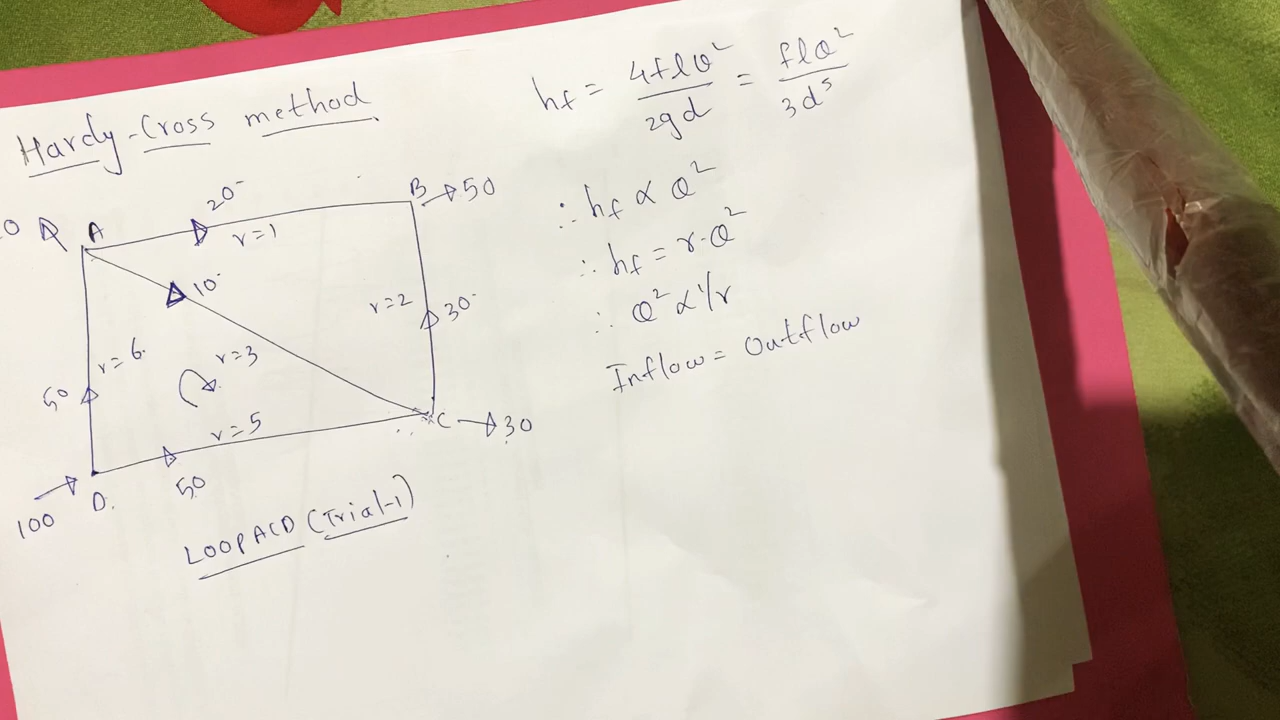 Hardy-Cross method
hf = 4flQ² / 2gd = flQ² / 3d⁵
∴ hf ∝ Q²
∴ hf = r.Q²
∴ Q² ∝ 1/r
Inflow = Outflow
0
A
20
r=1
B
50
10
r=2
30
r=6
50
r=3
r=5
C
30
50
D.
100
LOOP ACD (Trial-1)